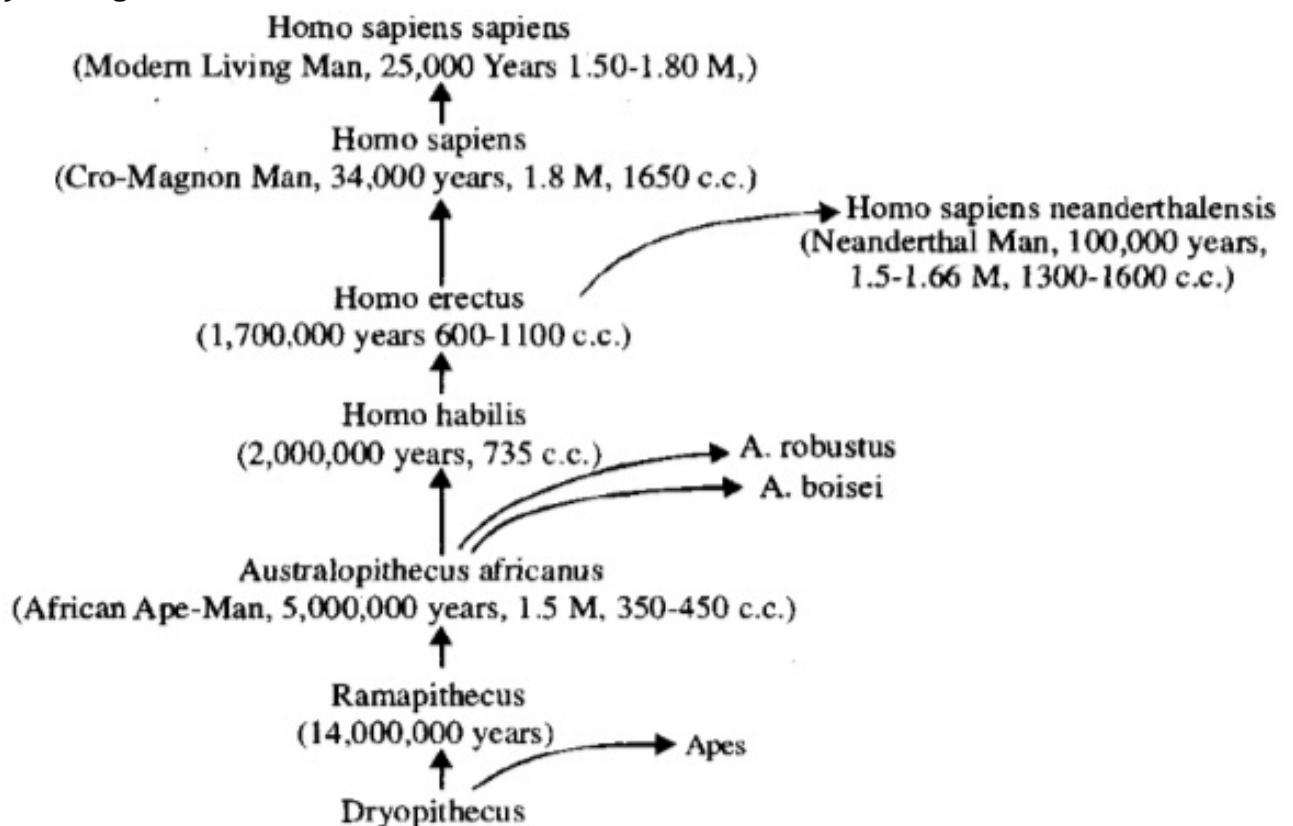 Homo sapiens sapiens
(Modern Living Man, 25,000 Years 1.50-1.80 M,)
Homo sapiens
(Cro-Magnon Man, 34,000 years, 1.8 M, 1650 c.c.)
Homo sapiens neanderthalensis
(Neanderthal Man, 100,000 years,
1.5-1.66 M, 1300-1600 c.c.)
Homo erectus
(1,700,000 years 600-1100 c.c.)
Homo habilis
(2,000,000 years, 735 c.c.)
A. robustus
A. boisei
Australopithecus africanus
(African Ape-Man, 5,000,000 years, 1.5 M, 350-450 c.c.)
Ramapithecus
(14,000,000 years)
Apes
Dryopithecus